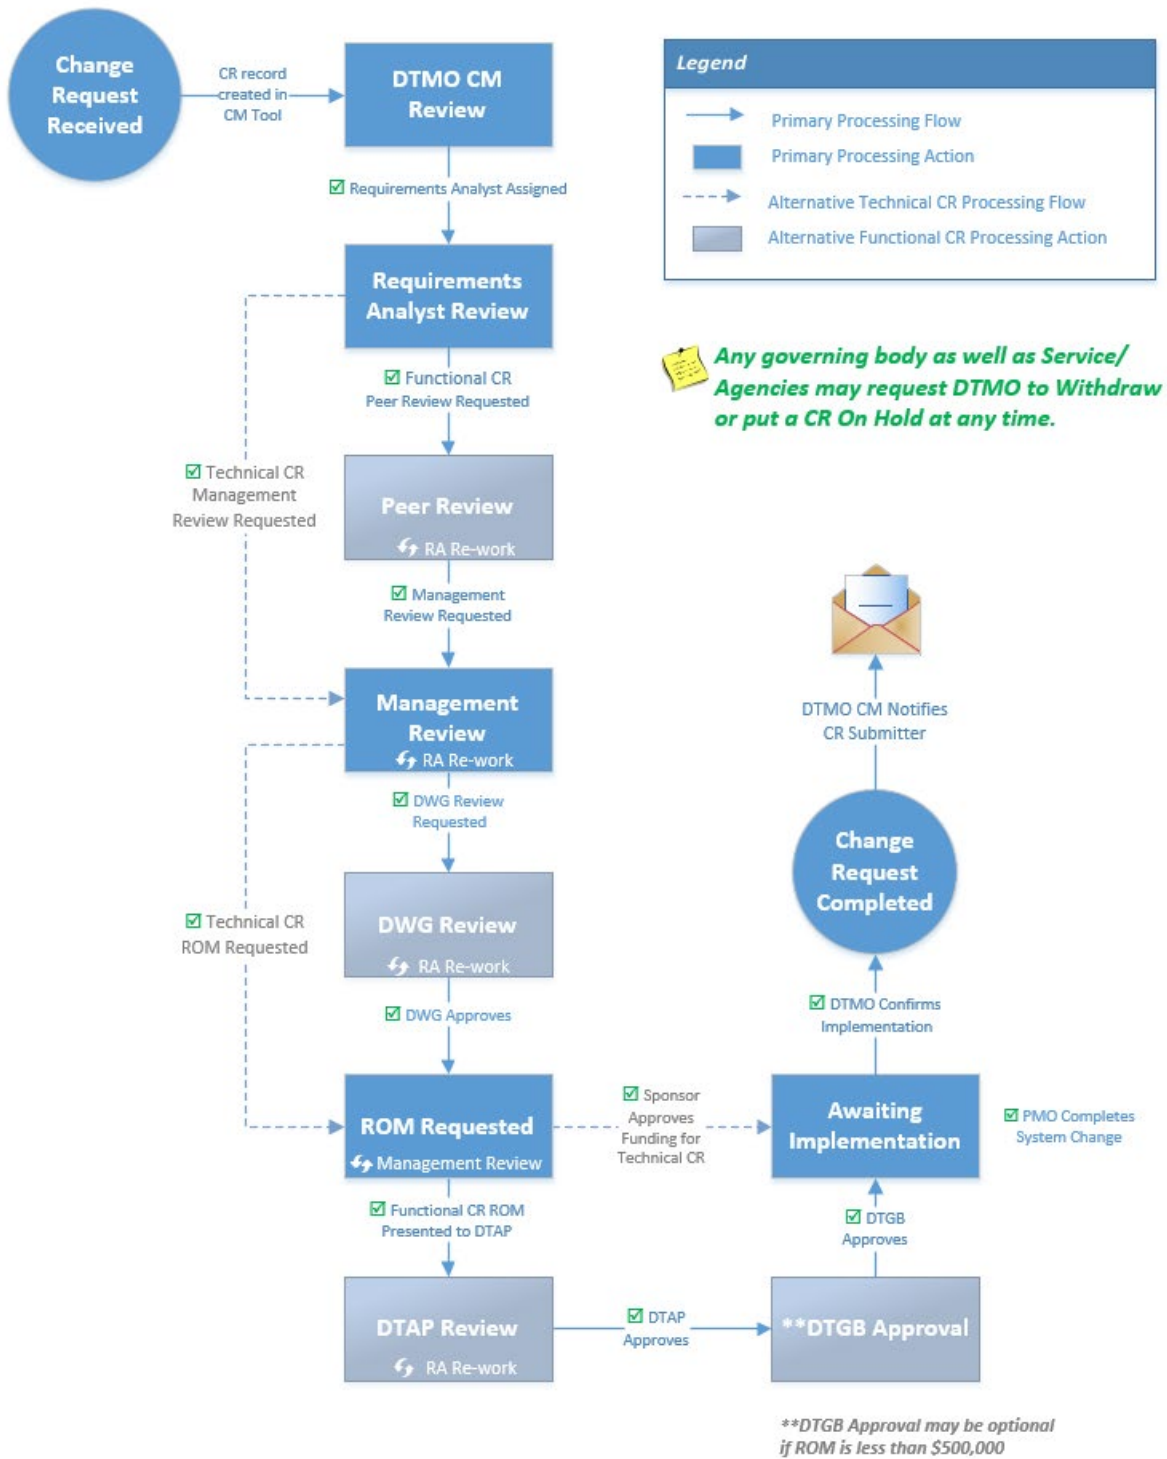 Change
Request
Received
CR record
created in
CM Tool
DTMO CM
Review
Legend
Primary Processing Flow
Primary Processing Action
Alternative Technical CR Processing Flow
Alternative Functional CR Processing Action
Requirements Analyst Assigned
Requirements
Analyst Review
Any governing body as well as Service/
Agencies may request DTMO to Withdraw
or put a CR On Hold at any time.
Functional CR
Peer Review Requested
Technical CR
Management
Review Requested
Peer Review
RA Re-work
Management
Review Requested
Management
Review
RA Re-work
DWG Review
Requested
Technical CR
ROM Requested
DWG Review
RA Re-work
DWG Approves
ROM Requested
Management Review
Sponsor
Approves
Funding for
Technical CR
Functional CR ROM
Presented to DTAP
DTAP Review
RA Re-work
DTAP
Approves
**DTGB Approval
**DTGB Approval may be optional
if ROM is less than $500,000
DTGB
Approves
Awaiting
Implementation
PMO Completes
System Change
DTMO Confirms
Implementation
Change
Request
Completed
DTMO CM Notifies
CR Submitter